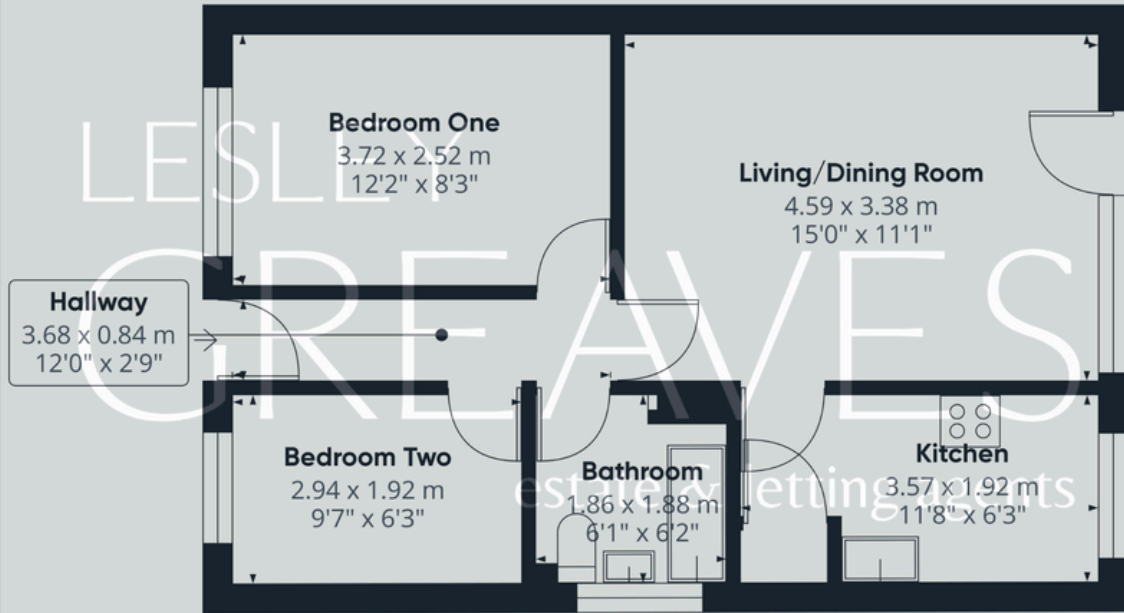 Bedroom One
3.72 x 2.52 m
12'2" x 8'3"
Living/Dining Room
4.59 x 3.38 m
15'0" x 11'1"
LESLEY
GREAVES
estate & letting agents
Hallway
3.68 x 0.84 m
12'0" x 2'9"
Bedroom Two
2.94 x 1.92 m
9'7" x 6'3"
Bathroom
1.86 x 1.88 m
6'1" x 6'2"
Kitchen
3.57 x 1.92 m
11'8" x 6'3"